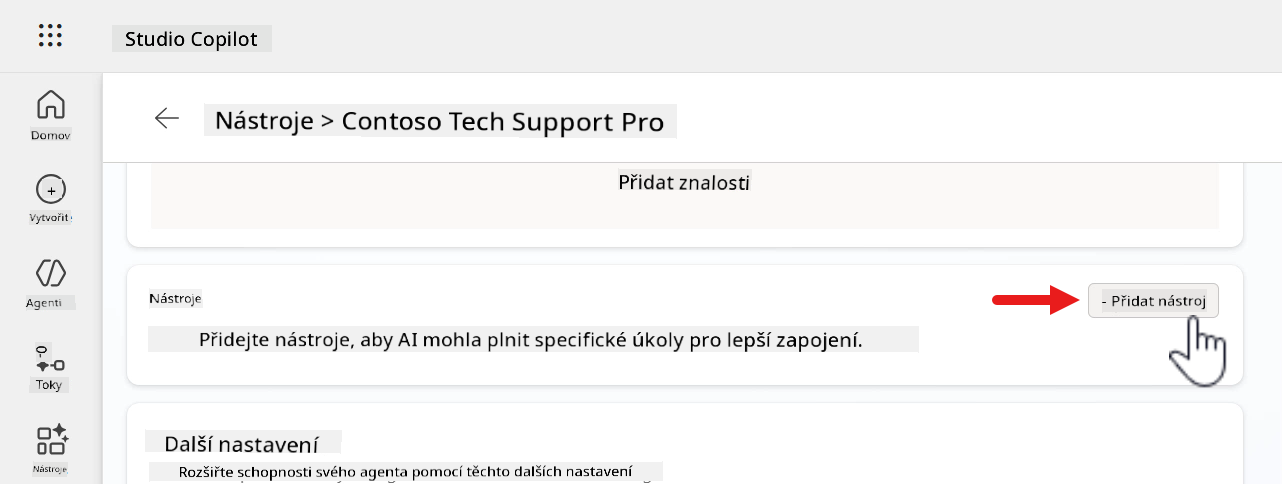 Studio Copilot
Nástroje > Contoso Tech Support Pro
Domov
Vytvořit
Agenti
Toky
Nástroje
Přidat znalosti
Nástroje
- Přidat nástroj
Přidejte nástroje, aby AI mohla plnit specifické úkoly pro lepší zapojení.
Další nastavení
Rozšiřte schopnosti svého agenta pomocí těchto dalších nastavení